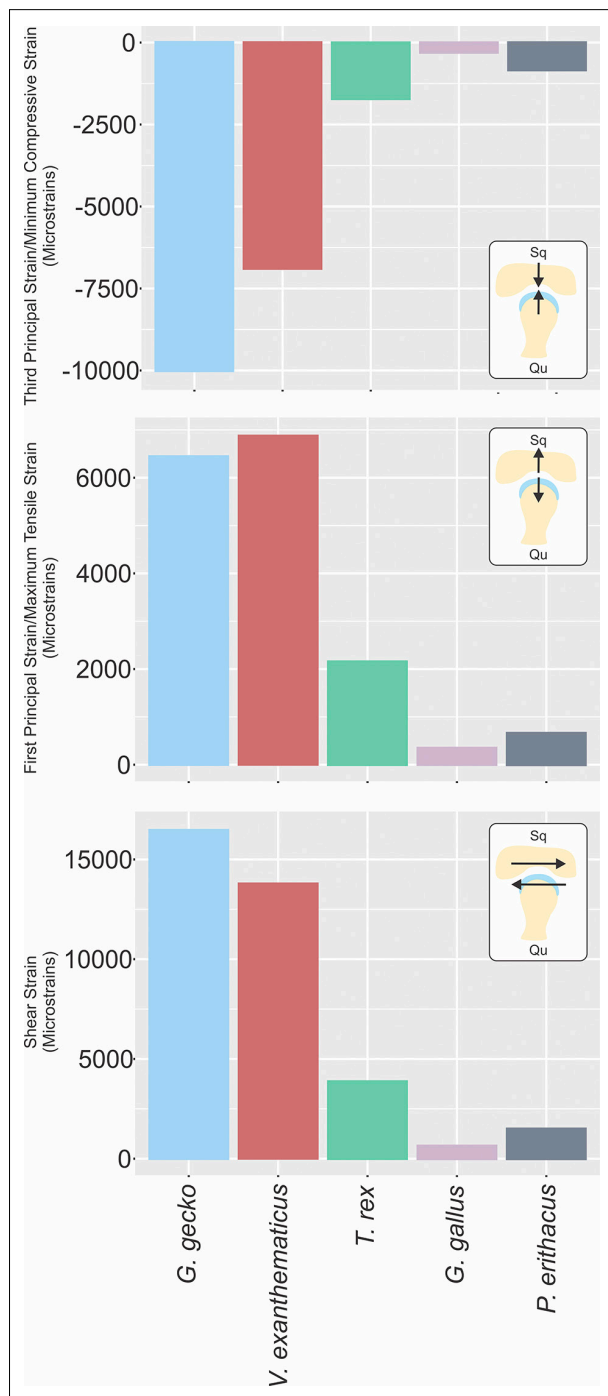 Third Principal Strain/Minimum Compressive Strain
(Microstrains)
0
-2500
-5000
-7500
-10000
Sq
Qu
First Principal Strain/Maximum Tensile Strain
(Microstrains)
6000
4000
2000
0
Sq
Qu
Shear Strain
(Microstrains)
15000
10000
5000
0
Sq
Qu
G. gecko
V. exanthematicus
T. rex
G. gallus
P. erithacus